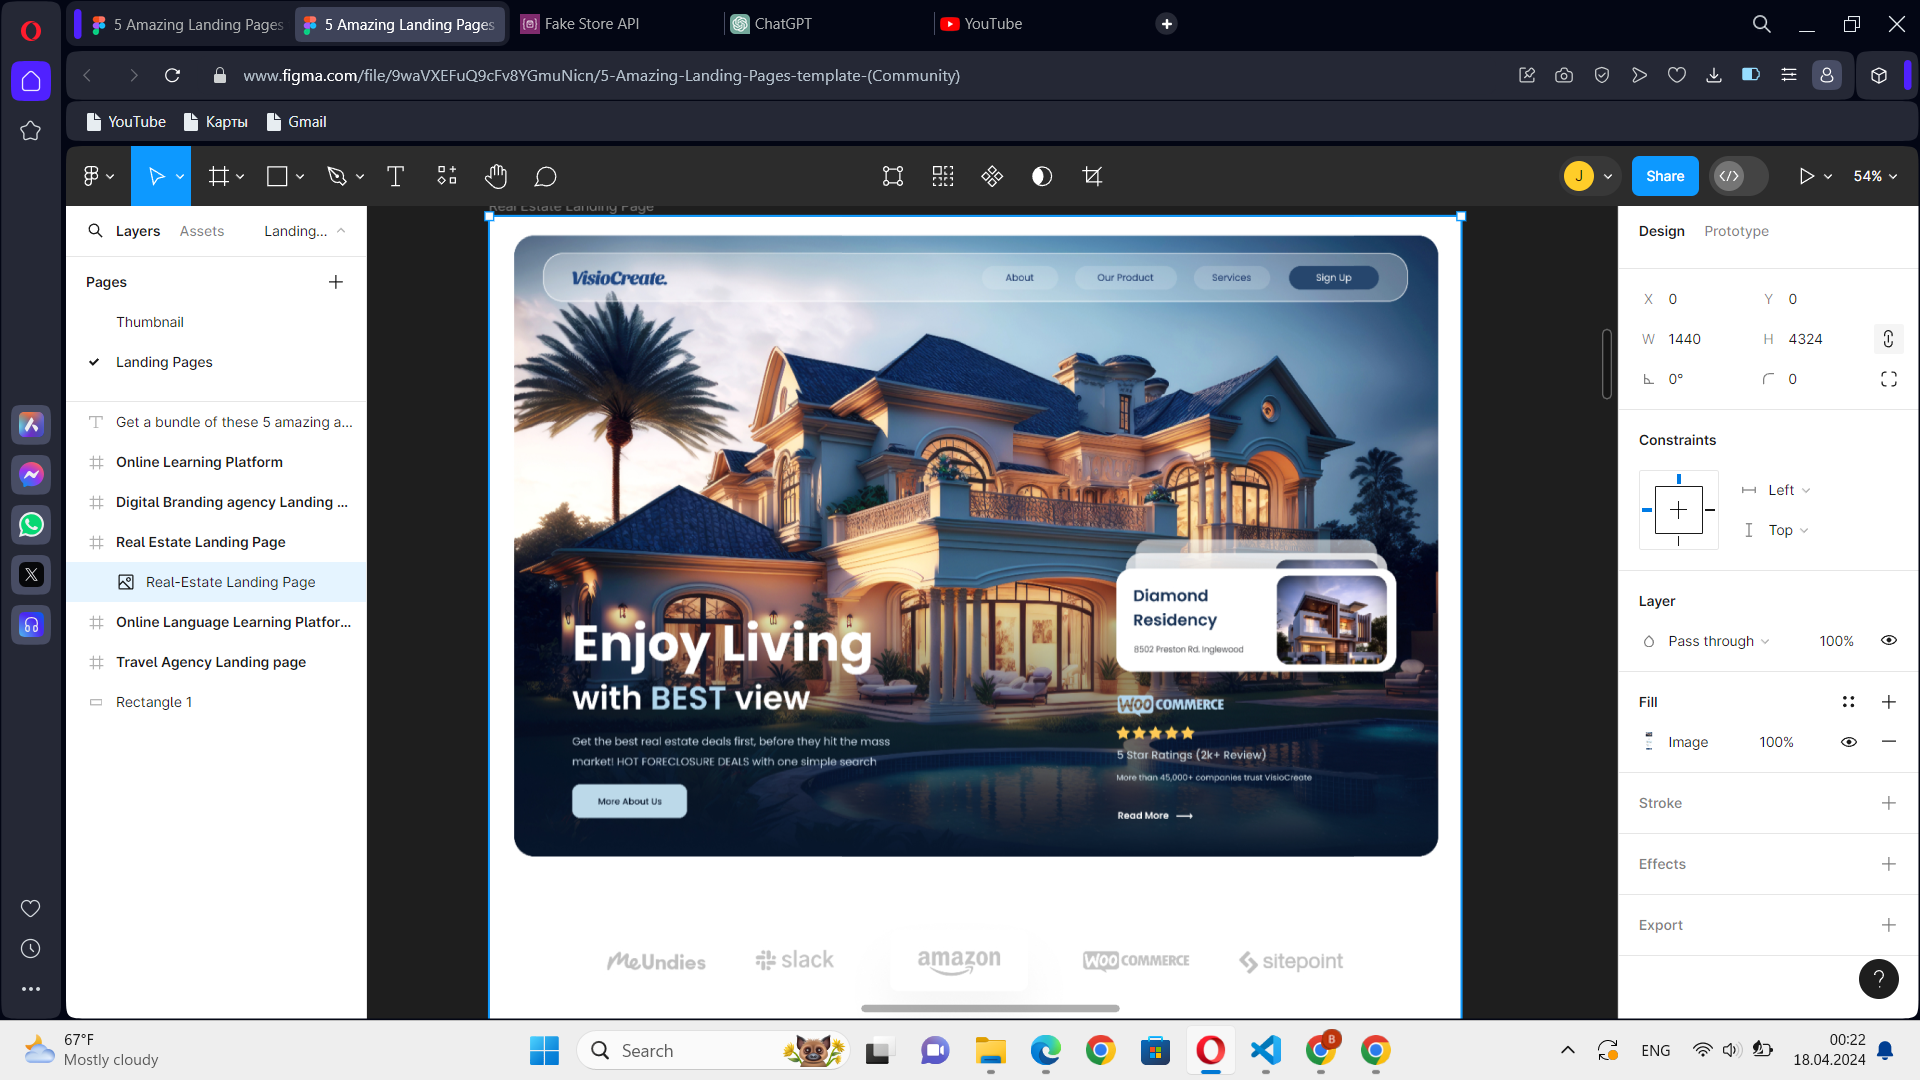 5 Amazing Landing Pages
5 Amazing Landing Pages
Fake Store API
ChatGPT
YouTube
www.figma.com/file/9waVXEFuQ9cFv8YGmuNicn/5-Amazing-Landing-Pages-template-(Community)
YouTube
Карты
Gmail
J
Share
54%
Layers
Assets
Landing...
Pages
Thumbnail
Landing Pages
Get a bundle of these 5 amazing a...
Online Learning Platform
Digital Branding agency Landing ...
Real Estate Landing Page
Real-Estate Landing Page
Online Language Learning Platfor...
Travel Agency Landing page
Rectangle 1
Real Estate Landing Page
VisioCreate.
About
Our Product
Services
Sign Up
Enjoy Living
with BEST view
Get the best real estate deals first, before they hit the mass
market! HOT FORECLOSURE DEALS with one simple search
More About Us
Diamond
Residency
8502 Preston Rd. Inglewood
WOO COMMERCE
5 Star Ratings (2k+ Review)
More than 45,000+ companies trust VisioCreate
Read More
MeUndies
slack
amazon
WOO COMMERCE
sitepoint
Design
Prototype
X 0
Y 0
W 1440
H 4324
0°
0
Constraints
Left
Top
Layer
Pass through
100%
Fill
Image
100%
Stroke
Effects
Export
?
67°F
Mostly cloudy
Search
B
ENG
00:22
18.04.2024